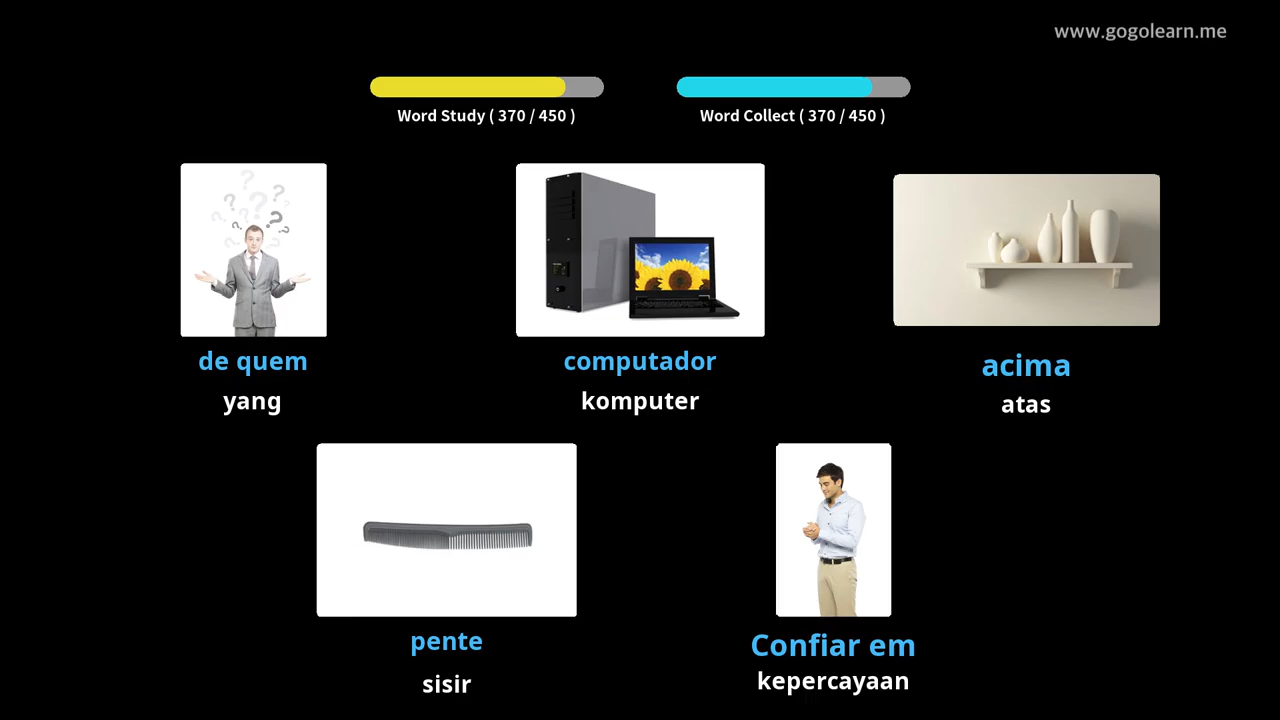 www.gogolearn.me
Word Study ( 370 / 450 )
Word Collect ( 370 / 450 )
de quem
yang
computador
komputer
acima
atas
pente
sisir
Confiar em
kepercayaan